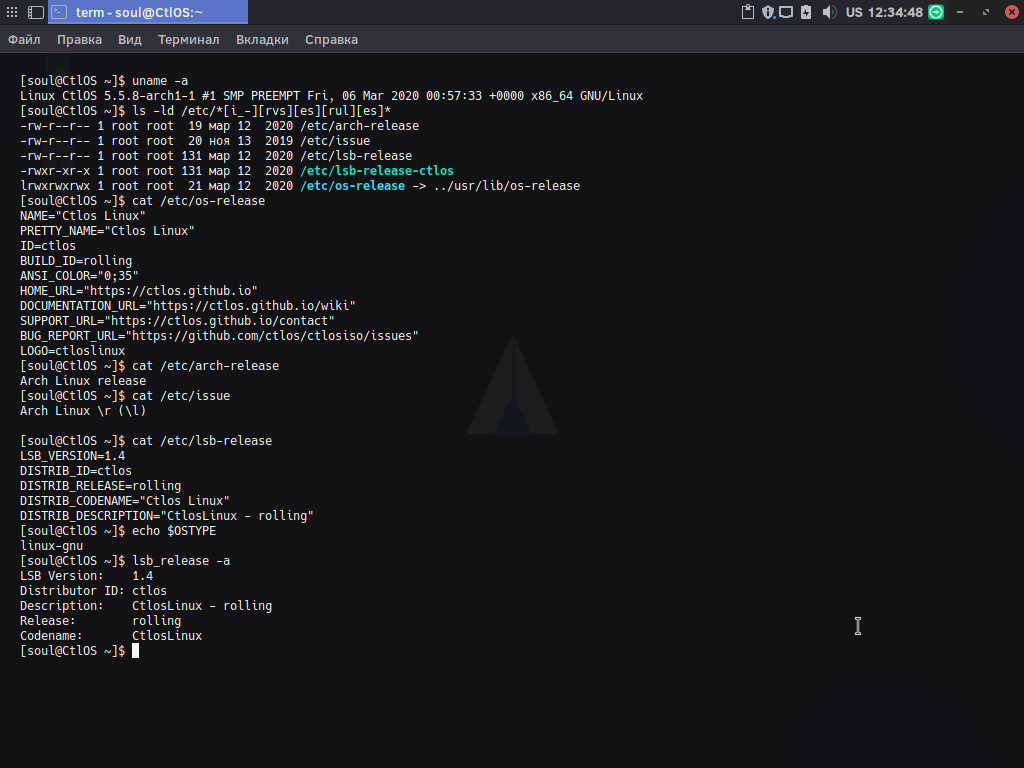 term - soul@CtlOS:~
US 12:34:48
Файл Правка Вид Терминал Вкладки Справка
[soul@CtlOS ~]$ uname -a
Linux CtlOS 5.5.8-arch1-1 #1 SMP PREEMPT Fri, 06 Mar 2020 00:57:33 +0000 x86_64 GNU/Linux
[soul@CtlOS ~]$ ls -ld /etc/*[i_-][rvs][es][rul][es]*
-rw-r--r-- 1 root root  19 мар 12  2020 /etc/arch-release
-rw-r--r-- 1 root root  20 ноя 13  2019 /etc/issue
-rw-r--r-- 1 root root 131 мар 12  2020 /etc/lsb-release
-rwxr-xr-x 1 root root 131 мар 12  2020 /etc/lsb-release-ctlos
lrwxrwxrwx 1 root root  21 мар 12  2020 /etc/os-release -> ../usr/lib/os-release
[soul@CtlOS ~]$ cat /etc/os-release
NAME="Ctlos Linux"
PRETTY_NAME="Ctlos Linux"
ID=ctlos
BUILD_ID=rolling
ANSI_COLOR="0;35"
HOME_URL="https://ctlos.github.io"
DOCUMENTATION_URL="https://ctlos.github.io/wiki"
SUPPORT_URL="https://ctlos.github.io/contact"
BUG_REPORT_URL="https://github.com/ctlos/ctlosiso/issues"
LOGO=ctloslinux
[soul@CtlOS ~]$ cat /etc/arch-release
Arch Linux release
[soul@CtlOS ~]$ cat /etc/issue
Arch Linux \r (\l)
[soul@CtlOS ~]$ cat /etc/lsb-release
LSB_VERSION=1.4
DISTRIB_ID=ctlos
DISTRIB_RELEASE=rolling
DISTRIB_CODENAME="Ctlos Linux"
DISTRIB_DESCRIPTION="CtlosLinux - rolling"
[soul@CtlOS ~]$ echo $OSTYPE
linux-gnu
[soul@CtlOS ~]$ lsb_release -a
LSB Version:    1.4
Distributor ID: ctlos
Description:    CtlosLinux - rolling
Release:        rolling
Codename:       CtlosLinux
[soul@CtlOS ~]$